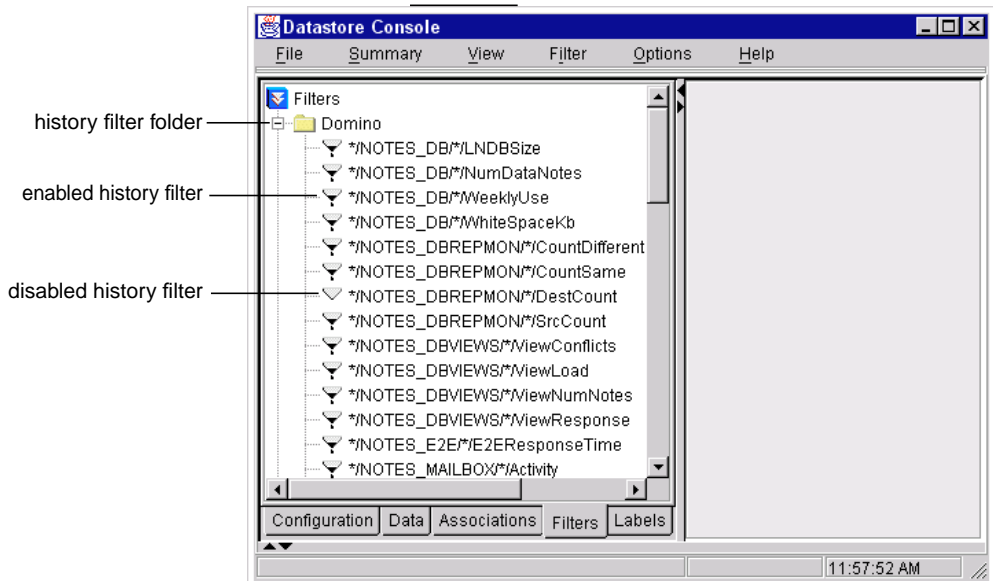 Datastore Console
File Summary View Filter Options Help
Filters
history filter folder
Domino
*/NOTES_DB/*/LNDBSize
*/NOTES_DB/*/NumDataNotes
enabled history filter
*/NOTES_DB/*/WeeklyUse
*/NOTES_DB/*/WhiteSpaceKb
*/NOTES_DBREPMON/*/CountDifferent
*/NOTES_DBREPMON/*/CountSame
disabled history filter
*/NOTES_DBREPMON/*/DestCount
*/NOTES_DBREPMON/*/SrcCount
*/NOTES_DBVIEWS/*/ViewConflicts
*/NOTES_DBVIEWS/*/ViewLoad
*/NOTES_DBVIEWS/*/ViewNumNotes
*/NOTES_DBVIEWS/*/ViewResponse
*/NOTES_E2E/*/E2EResponseTime
*/NOTES_MAILBOX/*/Activity
Configuration Data Associations Filters Labels
11:57:52 AM